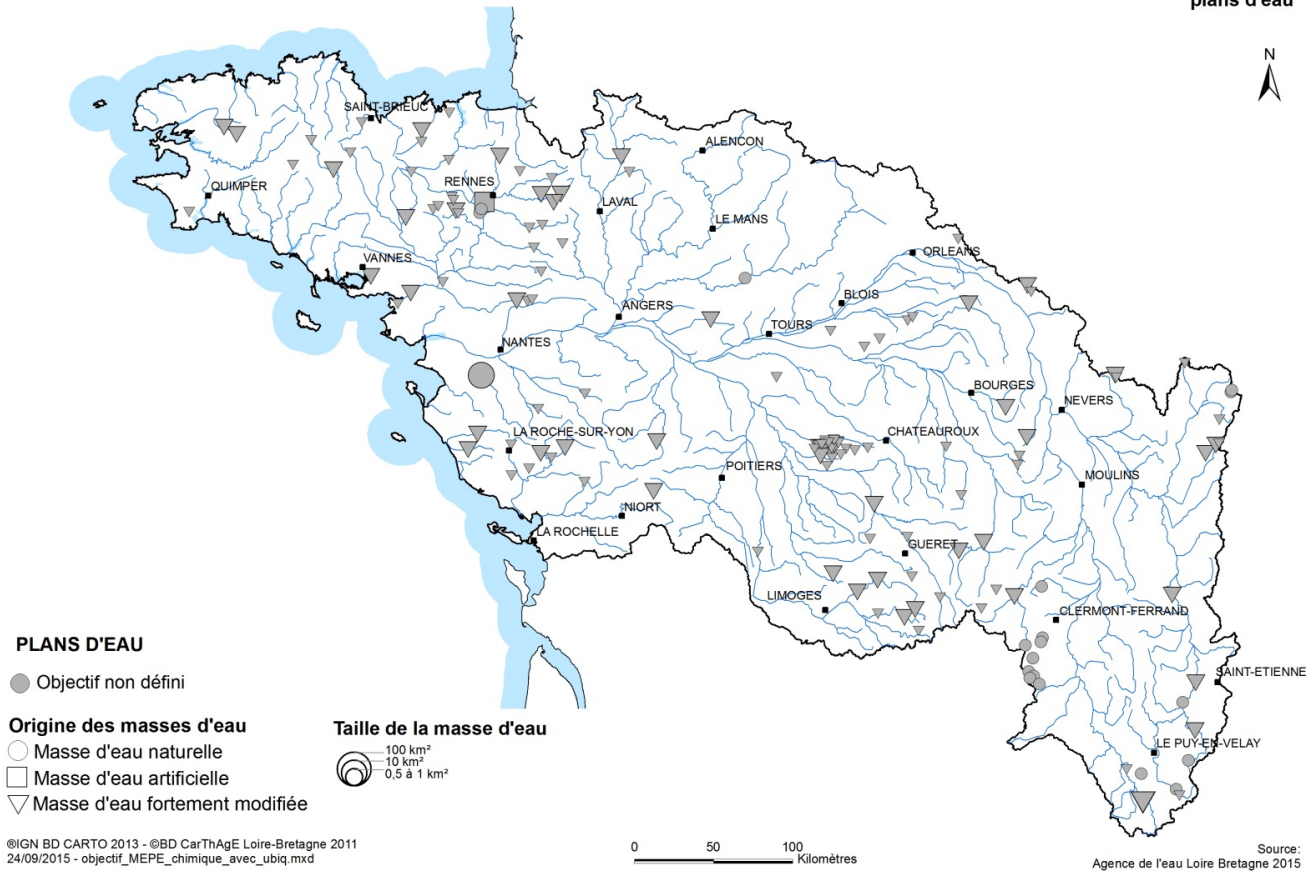 plans d'eau
N
SAINT-BRIEUC
ALENCON
QUIMPER
RENNES
LAVAL
LE MANS
VANNES
ORLEANS
BLOIS
ANGERS
TOURS
NANTES
BOURGES
NEVERS
LA ROCHE-SUR-YON
CHATEAUROUX
POITIERS
MOULINS
NIORT
LA ROCHELLE
GUERET
LIMOGES
CLERMONT-FERRAND
SAINT-ETIENNE
LE PUY-EN-VELAY
PLANS D'EAU
Objectif non défini
Origine des masses d'eau
Masse d'eau naturelle
Masse d'eau artificielle
Masse d'eau fortement modifiée
Taille de la masse d'eau
100 km²
10 km²
0,5 à 1 km²
®IGN BD CARTO 2013 - ©BD CarThAgE Loire-Bretagne 2011
24/09/2015 - objectif_MEPE_chimique_avec_ubiq.mxd
0 50 100
Kilomètres
Source:
Agence de l'eau Loire Bretagne 2015